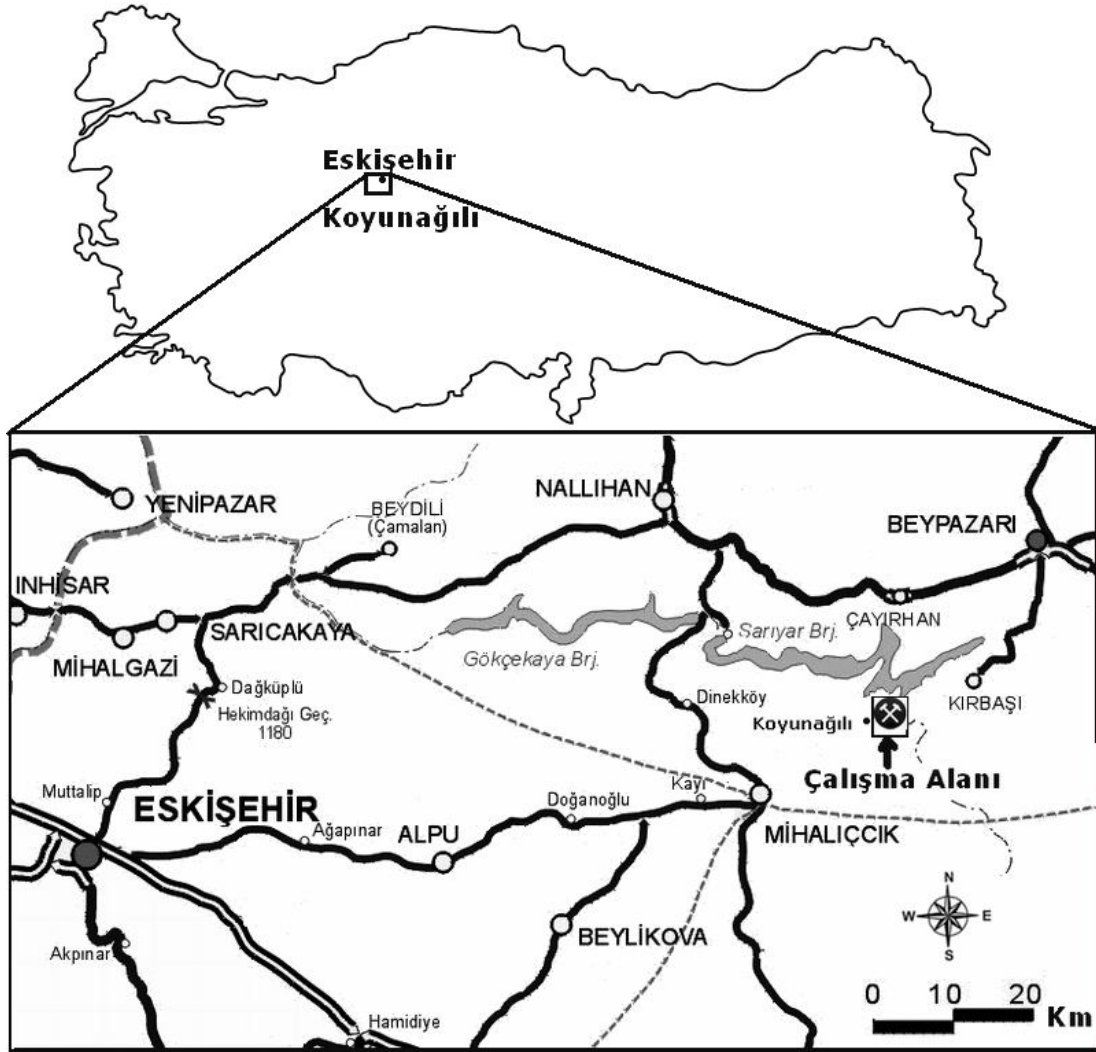 Eskişehir
Koyunağılı
YENİPAZAR
BEYDİLİ
(Çamalan)
NALLIHAN
BEYPAZARI
INHİSAR
SARICAKAYA
MİHALGAZİ
Gökçekaya Brj.
Sarıyar Brj.
ÇAYIRHAN
KIRBAŞI
Dağküplü
Hekimdağı Geç.
1180
Dinekköy
Koyunağılı
Çalışma Alanı
Muttalip
ESKİŞEHİR
Ağapınar
ALPU
Doğanoğlu
Kayı
MİHALIÇCIK
BEYLİKOVA
Akpınar
Hamidiye
N
W
E
S
0 10 20 Km